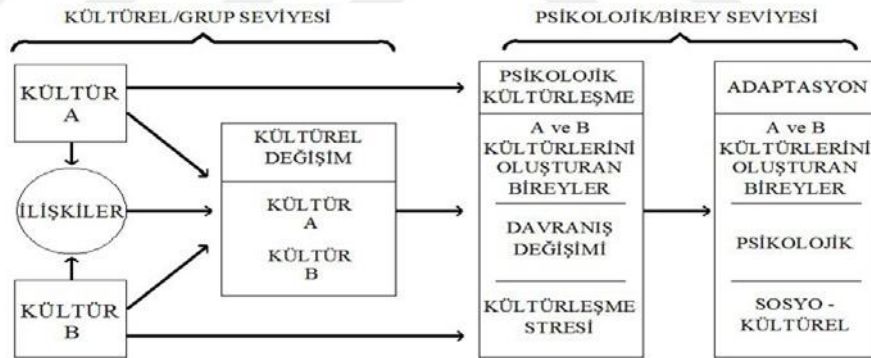 KÜLTÜREL/GRUP SEVİYESİ
PSİKOLOJİK/BİREY SEVİYESİ
KÜLTÜR
A
İLİŞKİLER
KÜLTÜR
B
KÜLTÜREL
DEĞİŞİM
KÜLTÜR
A
KÜLTÜR
B
PSİKOLOJİK
KÜLTÜRLEŞME
A ve B
KÜLTÜRLERİNİ
OLUŞTURAN
BİREYLER
DAVRANIŞ
DEĞİŞİMİ
KÜLTÜRLEŞME
STRESİ
ADAPTASYON
A ve B
KÜLTÜRLERİNİ
OLUŞTURAN
BİREYLER
PSİKOLOJİK
SOSYO -
KÜLTÜREL